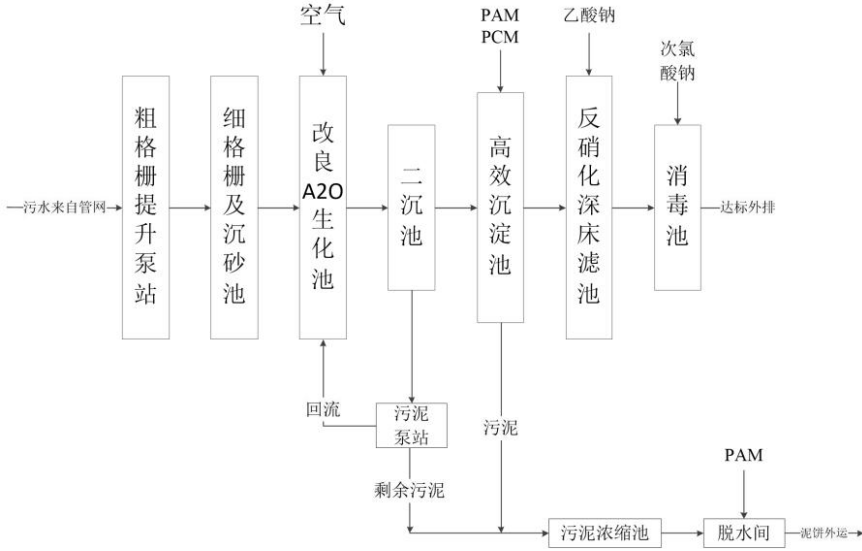 空气
PAM
PCM
乙酸钠
次氯
酸钠
污水来自管网
粗格栅提升泵站
细格栅及沉砂池
改良A2O生化池
二沉池
高效沉淀池
反硝化深床滤池
消毒池
达标外排
回流
污泥
泵站
污泥
剩余污泥
PAM
污泥浓缩池
脱水间
泥饼外运